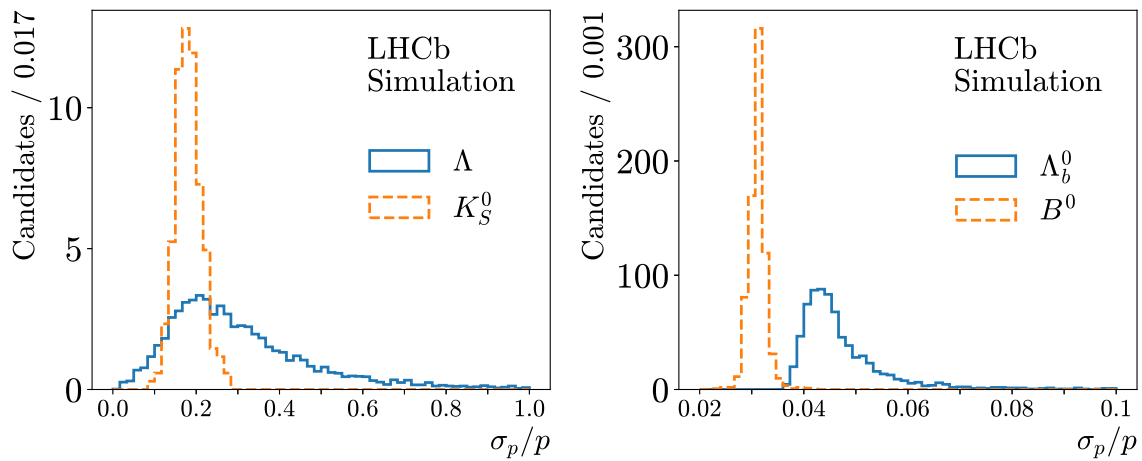 Candidates / 0.017
10
5
0
0.0 0.2 0.4 0.6 0.8 1.0
σ_p/p
LHCb
Simulation
Λ
K_S^0
Candidates / 0.001
300
200
100
0
0.02 0.04 0.06 0.08 0.1
σ_p/p
LHCb
Simulation
Λ_b^0
B^0